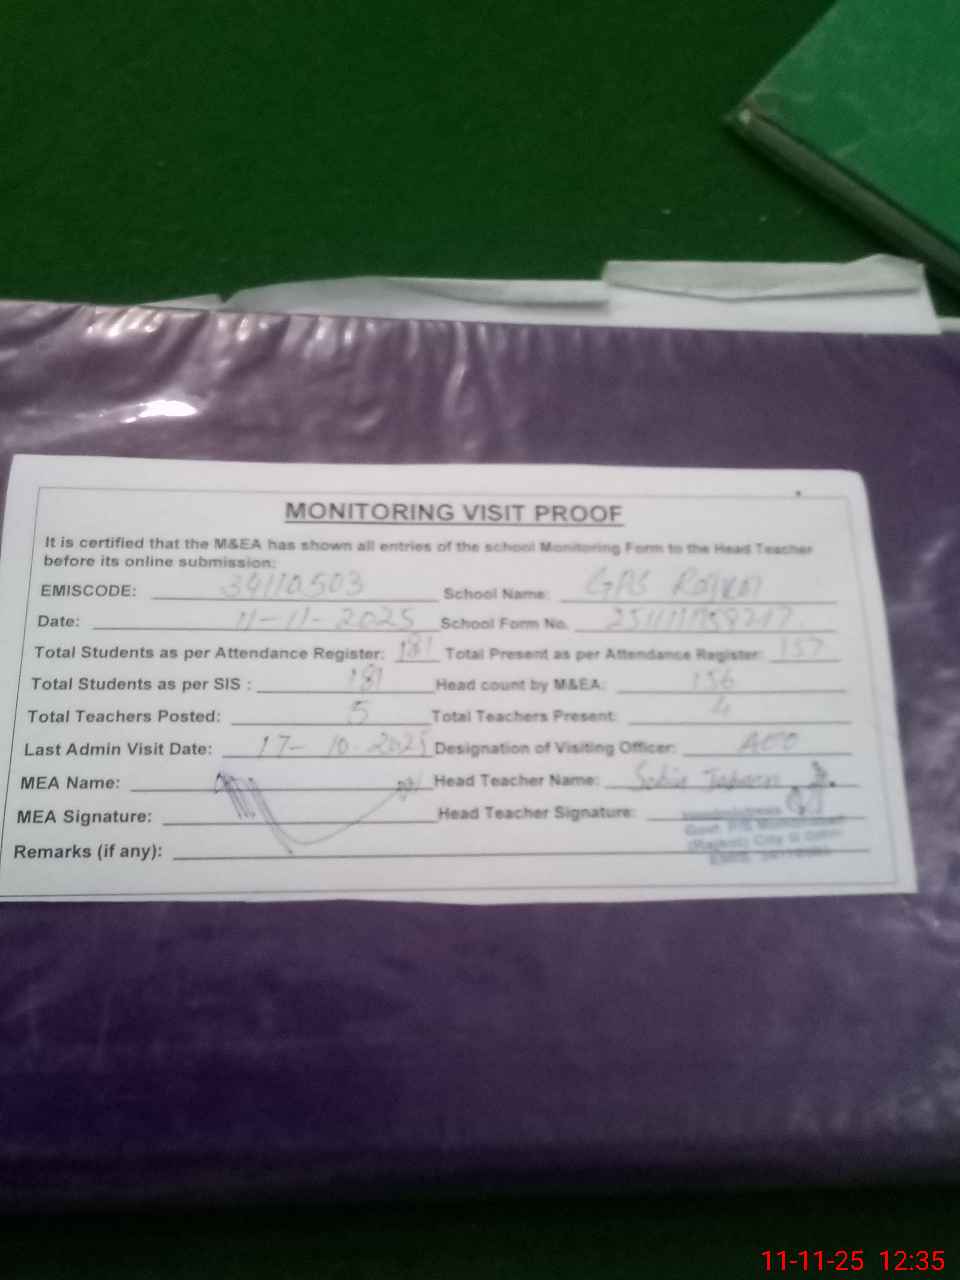 MONITORING VISIT PROOF
It is certified that the M&EA has shown all entries of the school Monitoring Form to the Head Teacher
before its online submission:
EMISCODE: 34110503 School Name: GPS Rajkot
Date: 11-11-2025 School Form No.
Total Students as per Attendance Register: 181 Total Present as per Attendance Register: 157
Total Students as per SIS : 181 Head count by M&EA: 156
Total Teachers Posted: 5 Total Teachers Present: 4
Last Admin Visit Date: 17-10-2025 Designation of Visiting Officer: AEO
MEA Name: Head Teacher Name:
MEA Signature: Head Teacher Signature:
Remarks (if any):
11-11-25 12:35